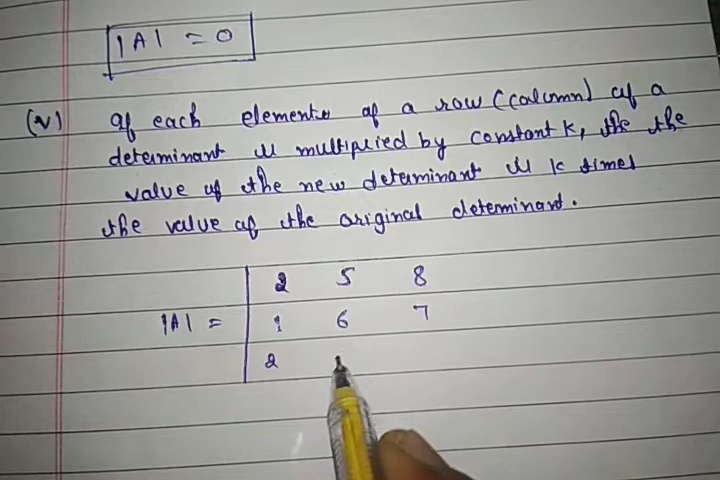 |A| = 0
(v) If each elements of a row (column) of a
determinant is multiplied by constant k, the the
value of the new determinant is k times
the value of the original determinant.
2 5 8
|A| = 1 6 7
2